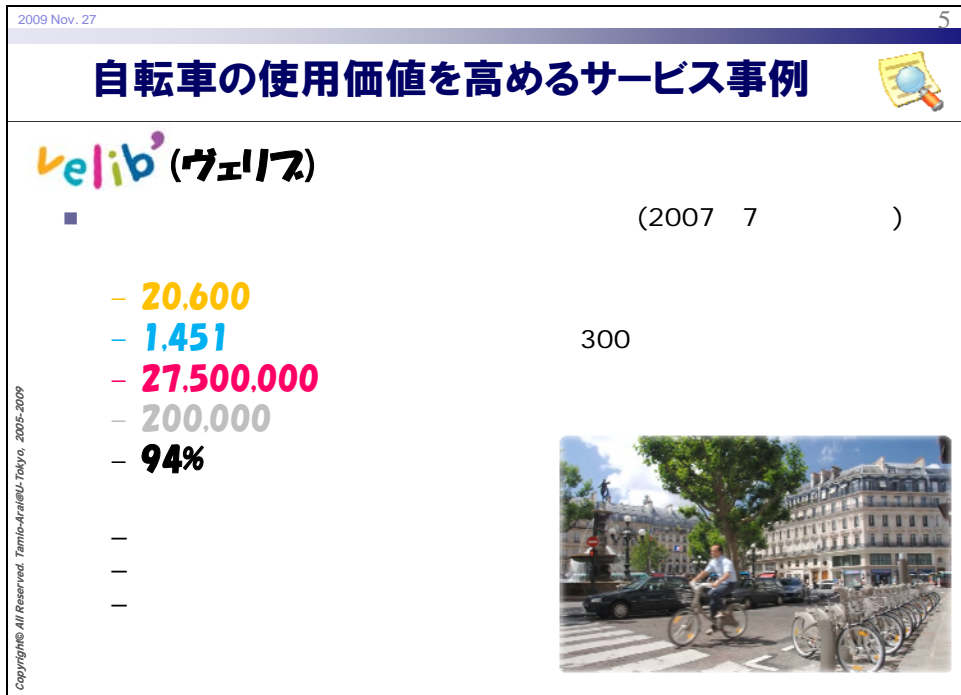 2009 Nov. 27
5
自転車の使用価値を高めるサービス事例
velib' (ヴェリブ)
■ (2007 7 )
– 20,600
– 1,451 300
– 27,500,000
– 200,000
– 94%
–
–
–
Copyright© All Reserved. Tamio-Arai@U-Tokyo, 2005-2009